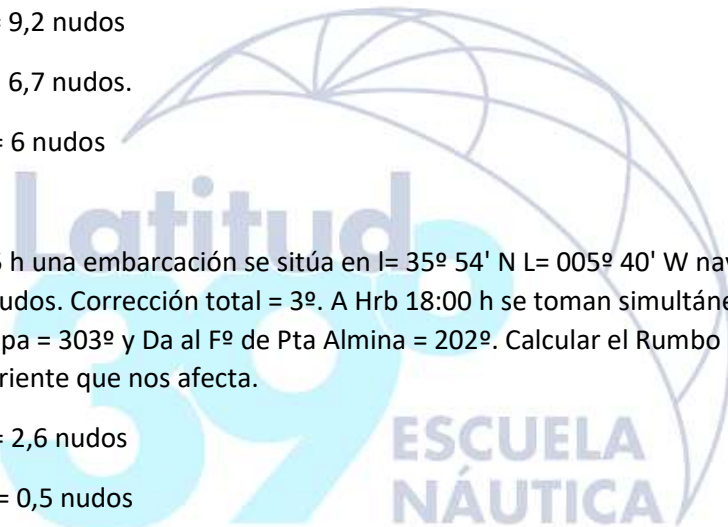 = 9,2 nudos
6,7 nudos.
= 6 nudos
Latitud
h una embarcación se sitúa en l= 35º 54' N L= 005º 40' W
udos. Corrección total = 3º. A Hrb 18:00 h se toman simultáne
pa = 303º y Da al Fº de Pta Almina = 202º. Calcular el Rumbo
riente que nos afecta.
39º
= 2,6 nudos
ESCUELA
= 0,5 nudos
NÁUTICA